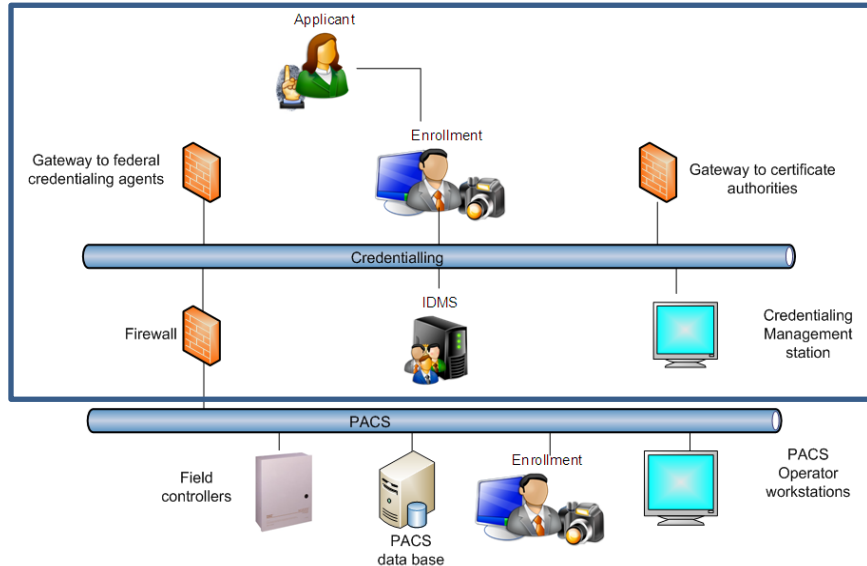 Applicant
Enrollment
Gateway to federal
credentialing agents
Gateway to certificate
authorities
Credentialling
IDMS
Firewall
Credentialing
Management
station
PACS
Field
controllers
PACS
data base
Enrollment
PACS
Operator
workstations